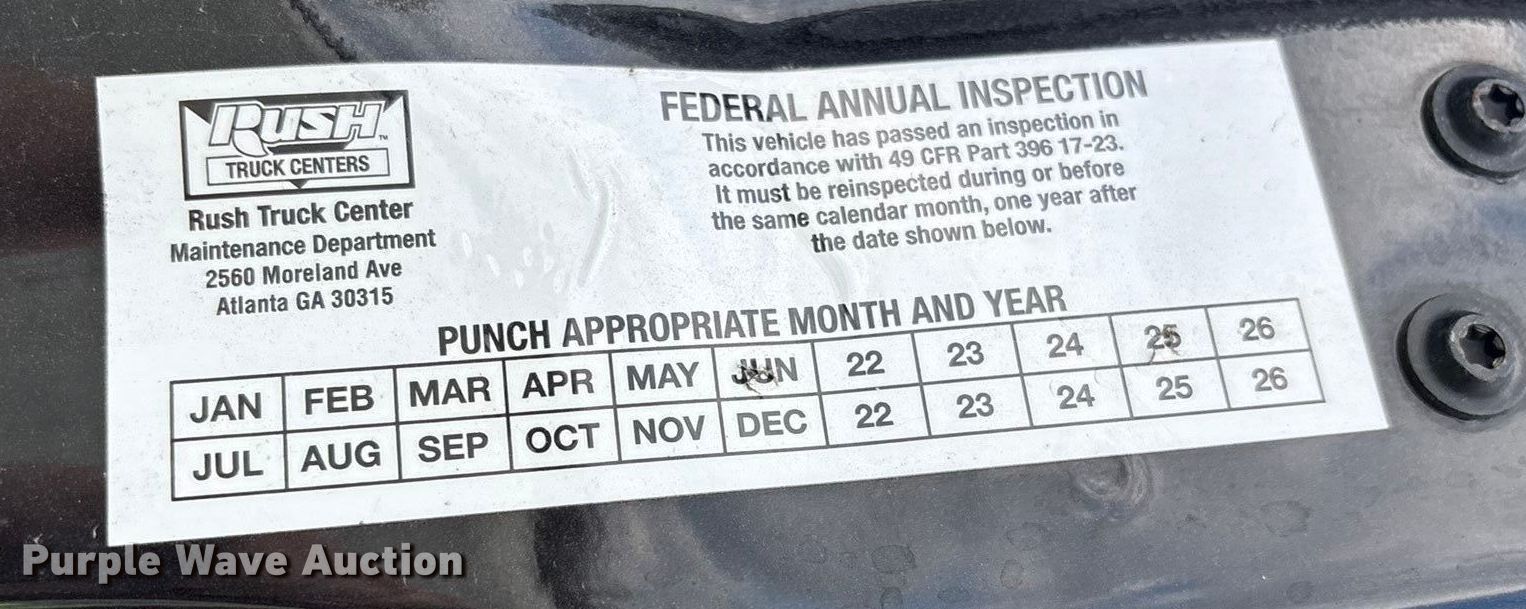 RUSH™
TRUCK CENTERS
Rush Truck Center
Maintenance Department
2560 Moreland Ave
Atlanta GA 30315
FEDERAL ANNUAL INSPECTION
This vehicle has passed an inspection in
accordance with 49 CFR Part 396 17-23.
It must be reinspected during or before
the same calendar month, one year after
the date shown below.
PUNCH APPROPRIATE MONTH AND YEAR
JAN FEB MAR APR MAY JUN 22 23 24 25 26
JUL AUG SEP OCT NOV DEC 22 23 24 25 26
Purple Wave Auction